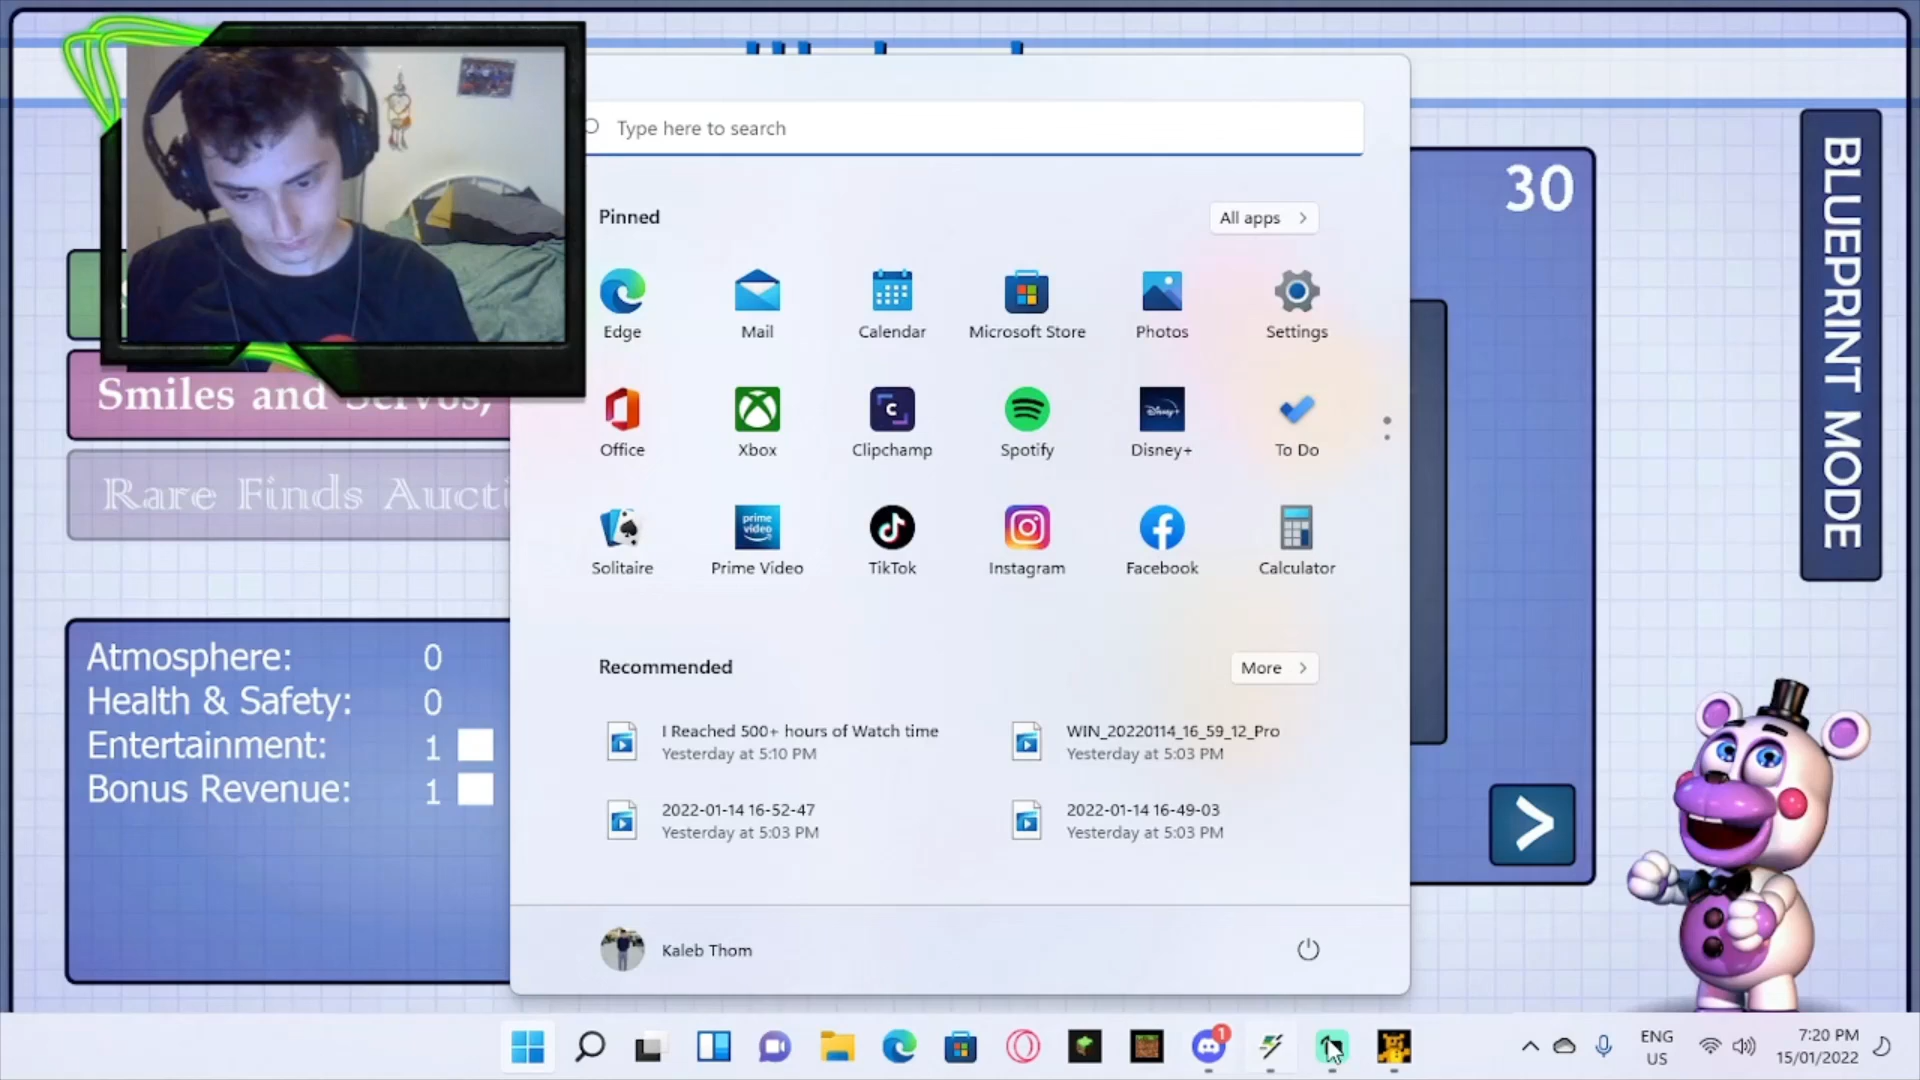 Type here to search
Pinned
All apps
Edge
Mail
Calendar
Microsoft Store
Photos
Settings
Office
Xbox
Clipchamp
Spotify
Disney+
To Do
Solitaire
Prime Video
TikTok
Instagram
Facebook
Calculator
Recommended
More
I Reached 500+ hours of Watch time
Yesterday at 5:10 PM
WIN_20220114_16_59_12_Pro
Yesterday at 5:03 PM
2022-01-14 16-52-47
Yesterday at 5:03 PM
2022-01-14 16-49-03
Yesterday at 5:03 PM
Kaleb Thom
Smiles and Servos,
Rare Finds Aucti
Atmosphere: 0
Health & Safety: 0
Entertainment: 1
Bonus Revenue: 1
30
BLUEPRINT MODE
>
Disney+
prime video
1
ENG
US
7:20 PM
15/01/2022